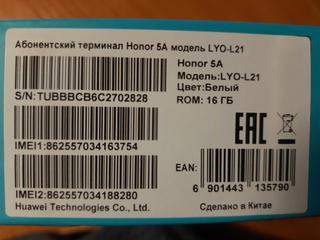 Абонентский терминал Honor 5A модель LYO-L21
Honor 5A
Модель:LYO-L21
Цвет:Белый
ROM: 16 ГБ
S/N:TUBBBCB6C2702828
EAC
IMEI1:862557034163754
EAN:
6 901443 135790
IMEI2:862557034188280
Huawei Technologies Co., Ltd.
Сделано в Китае